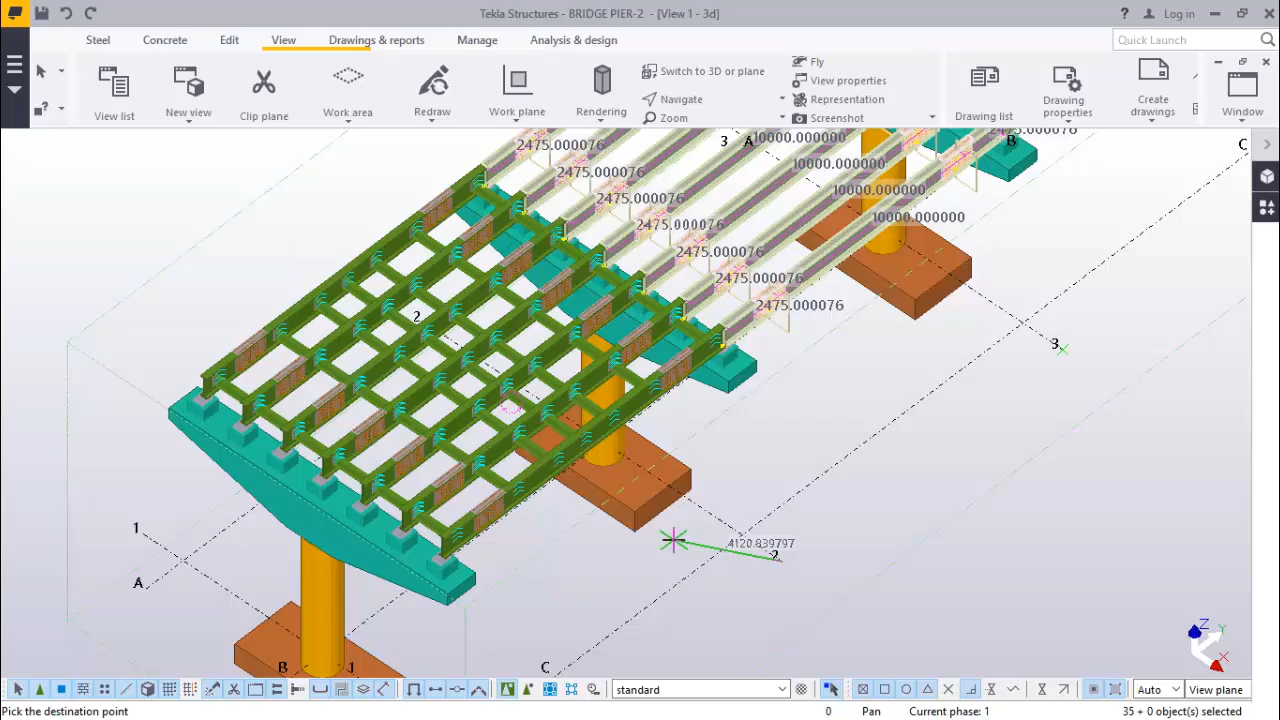 Tekla Structures - BRIDGE PIER-2 - [View 1 - 3d]
? Log in
Steel Concrete Edit View Drawings & reports Manage Analysis & design
Quick Launch
View list
New view
Clip plane
Work area
Redraw
Work plane
Rendering
Switch to 3D or plane
Navigate
Zoom
Fly
View properties
Representation
Screenshot
Drawing list
Drawing properties
Create drawings
Window
2475.000076
2475.000076
2475.000076
2475.000076
2475.000076
2475.000076
2475.000076
3 A
10000.000000
10000.000000
10000.000000
10000.000000
2475.000076
B
C
2
3
1
A
4120.839797
2
B
1
C
Z
Y
X
standard
Auto
View plane
Pick the destination point
0 Pan Current phase: 1 35 + 0 object(s) selected